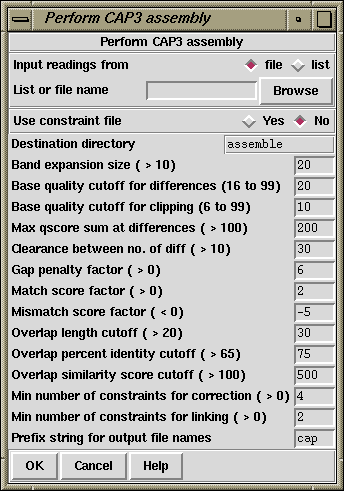 Perform CAP3 assembly
Perform CAP3 assembly
Input readings from file list
List or file name Browse
Use constraint file Yes No
Destination directory assemble
Band expansion size ( > 10) 20
Base quality cutoff for differences (16 to 99) 20
Base quality cutoff for clipping (6 to 99) 10
Max qscore sum at differences ( > 100) 200
Clearance between no. of diff ( > 10) 30
Gap penalty factor ( > 0) 6
Match score factor ( > 0) 2
Mismatch score factor ( < 0) -5
Overlap length cutoff ( > 20) 30
Overlap percent identity cutoff ( > 65) 75
Overlap similarity score cutoff ( > 100) 500
Min number of constraints for correction ( > 0) 4
Min number of constraints for linking ( > 0) 2
Prefix string for output file names cap
OK Cancel Help